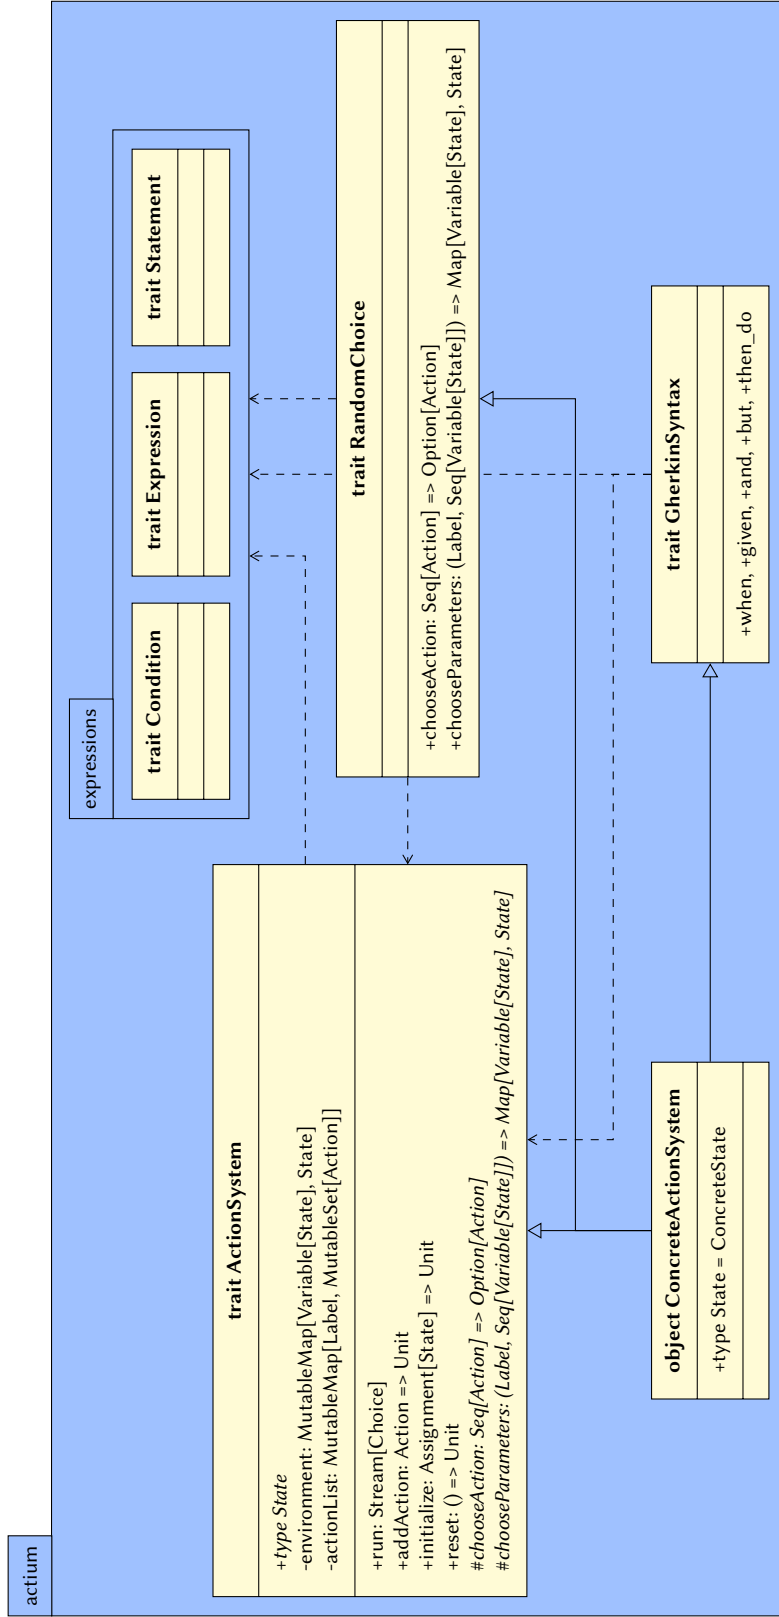 actium
expressions
trait Condition
trait Expression
trait Statement
trait ActionSystem
+type State
-environment: MutableMap[Variable[State], State]
-actionList: MutableMap[Label, MutableSet[Action]]
+run: Stream[Choice]
+addAction: Action => Unit
+initialize: Assignment[State] => Unit
+reset: () => Unit
#chooseAction: Seq[Action] => Option[Action]
#chooseParameters: (Label, Seq[Variable[State]]) => Map[Variable[State], State]
trait RandomChoice
+chooseAction: Seq[Action] => Option[Action]
+chooseParameters: (Label, Seq[Variable[State]]) => Map[Variable[State], State]
object ConcreteActionSystem
+type State = ConcreteState
trait GherkinSyntax
+when, +given, +and, +but, +then_do